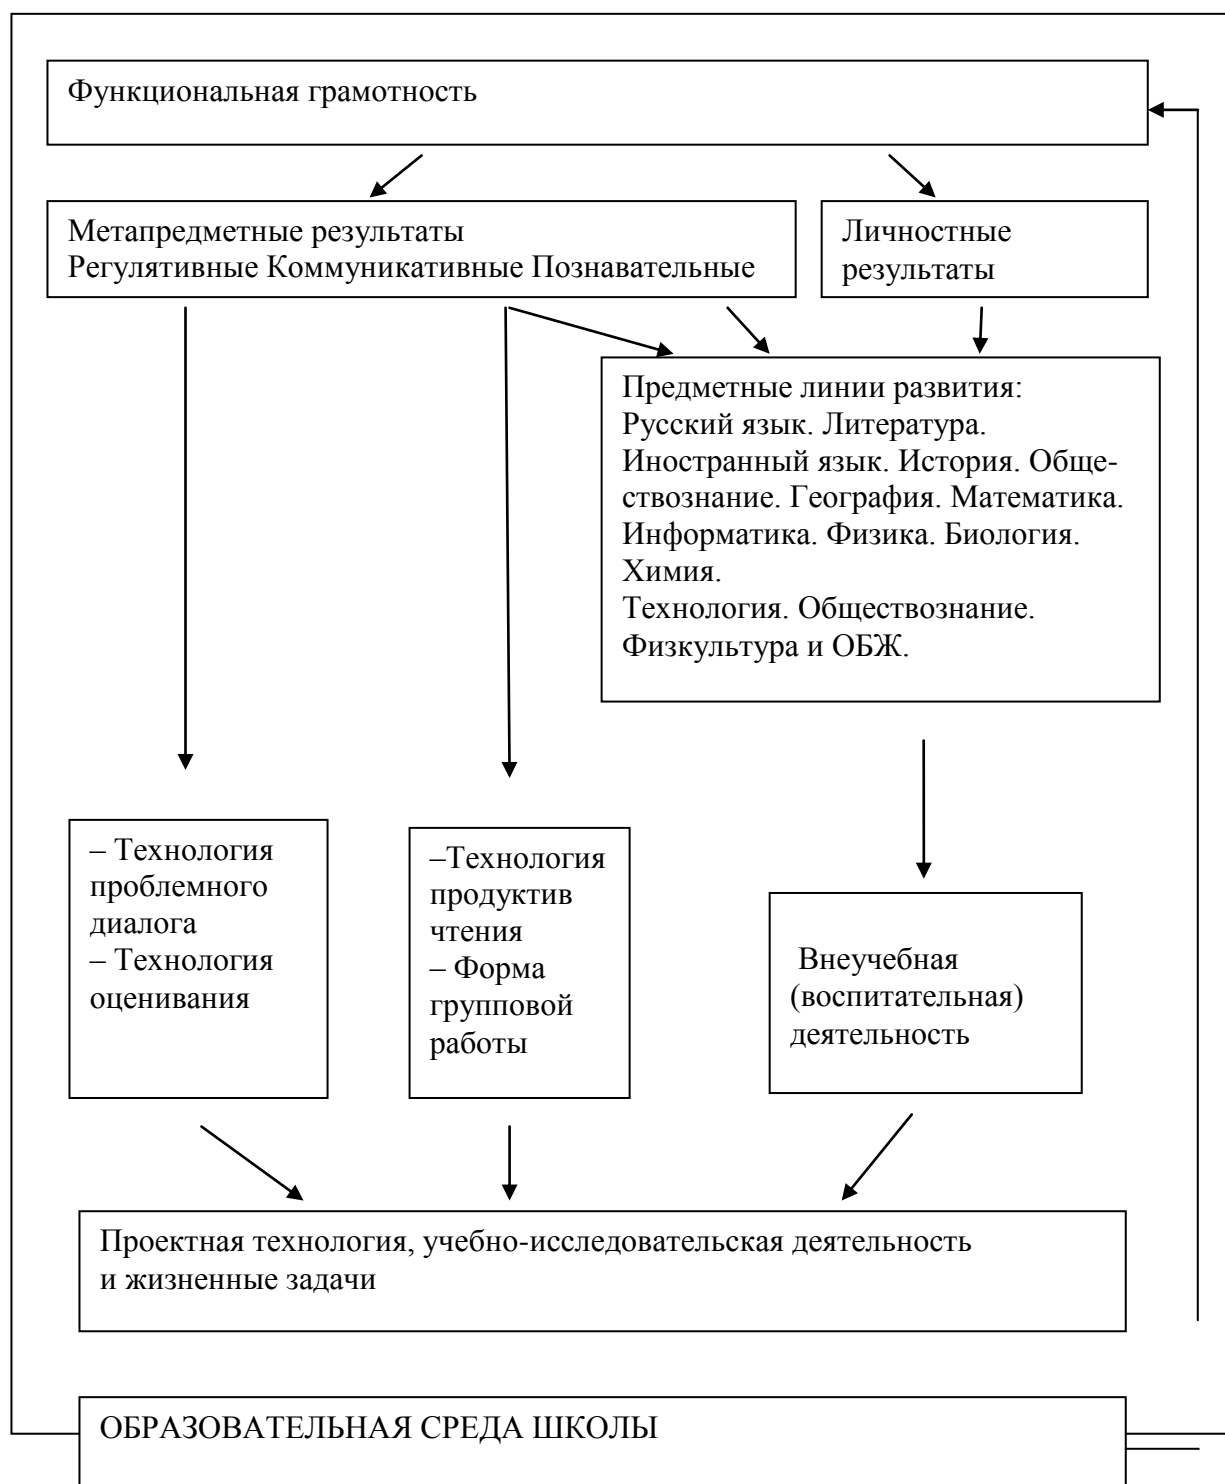 Функциональная грамотность
Метапредметные результаты
Регулятивные Коммуникативные Познавательные
Личностные
результаты
Предметные линии развития:
Русский язык. Литература.
Иностранный язык. История. Обще-
ствознание. География. Математика.
Информатика. Физика. Биология.
Химия.
Технология. Обществознание.
Физкультура и ОБЖ.
– Технология
проблемного
диалога
– Технология
оценивания
–Технология
продуктив
чтения
– Форма
групповой
работы
Внеучебная
(воспитательная)
деятельность
Проектная технология, учебно-исследовательская деятельность
и жизненные задачи
ОБРАЗОВАТЕЛЬНАЯ СРЕДА ШКОЛЫ